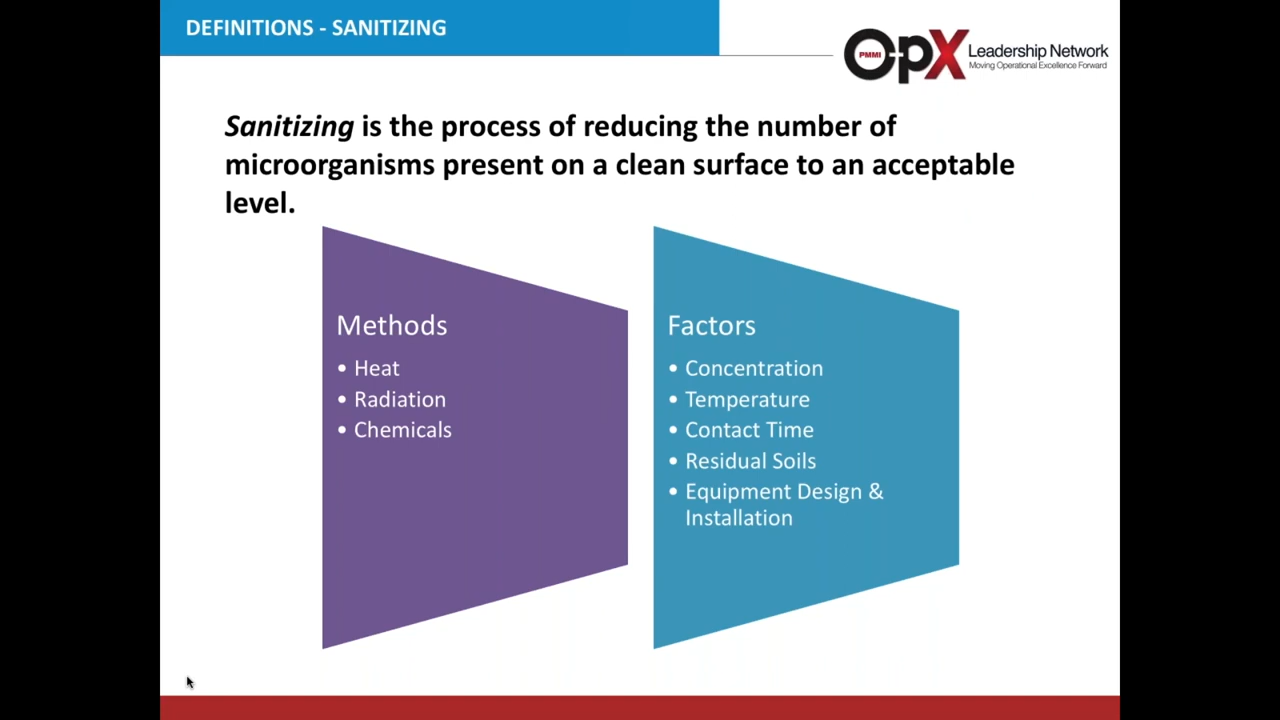 DEFINITIONS - SANITIZING
PMMI
OpX
Leadership Network
Moving Operational Excellence Forward
Sanitizing is the process of reducing the number of
microorganisms present on a clean surface to an acceptable
level.
Methods
• Heat
• Radiation
• Chemicals
Factors
• Concentration
• Temperature
• Contact Time
• Residual Soils
• Equipment Design &
Installation